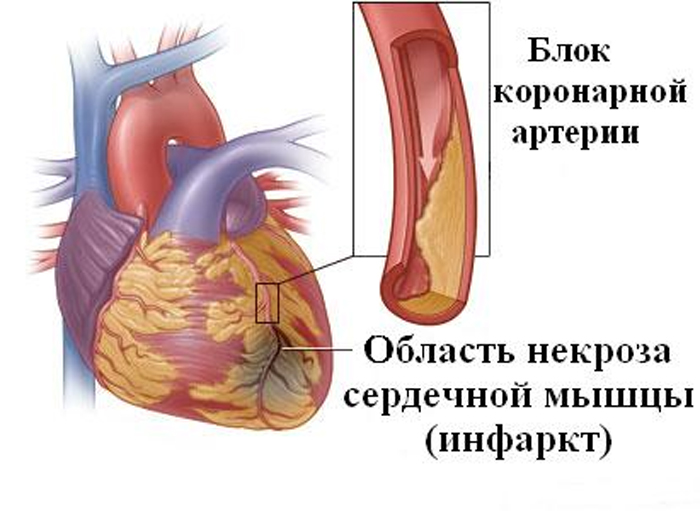 Блок
коронарной
артерии
Область некроза
сердечной мышцы
(инфаркт)